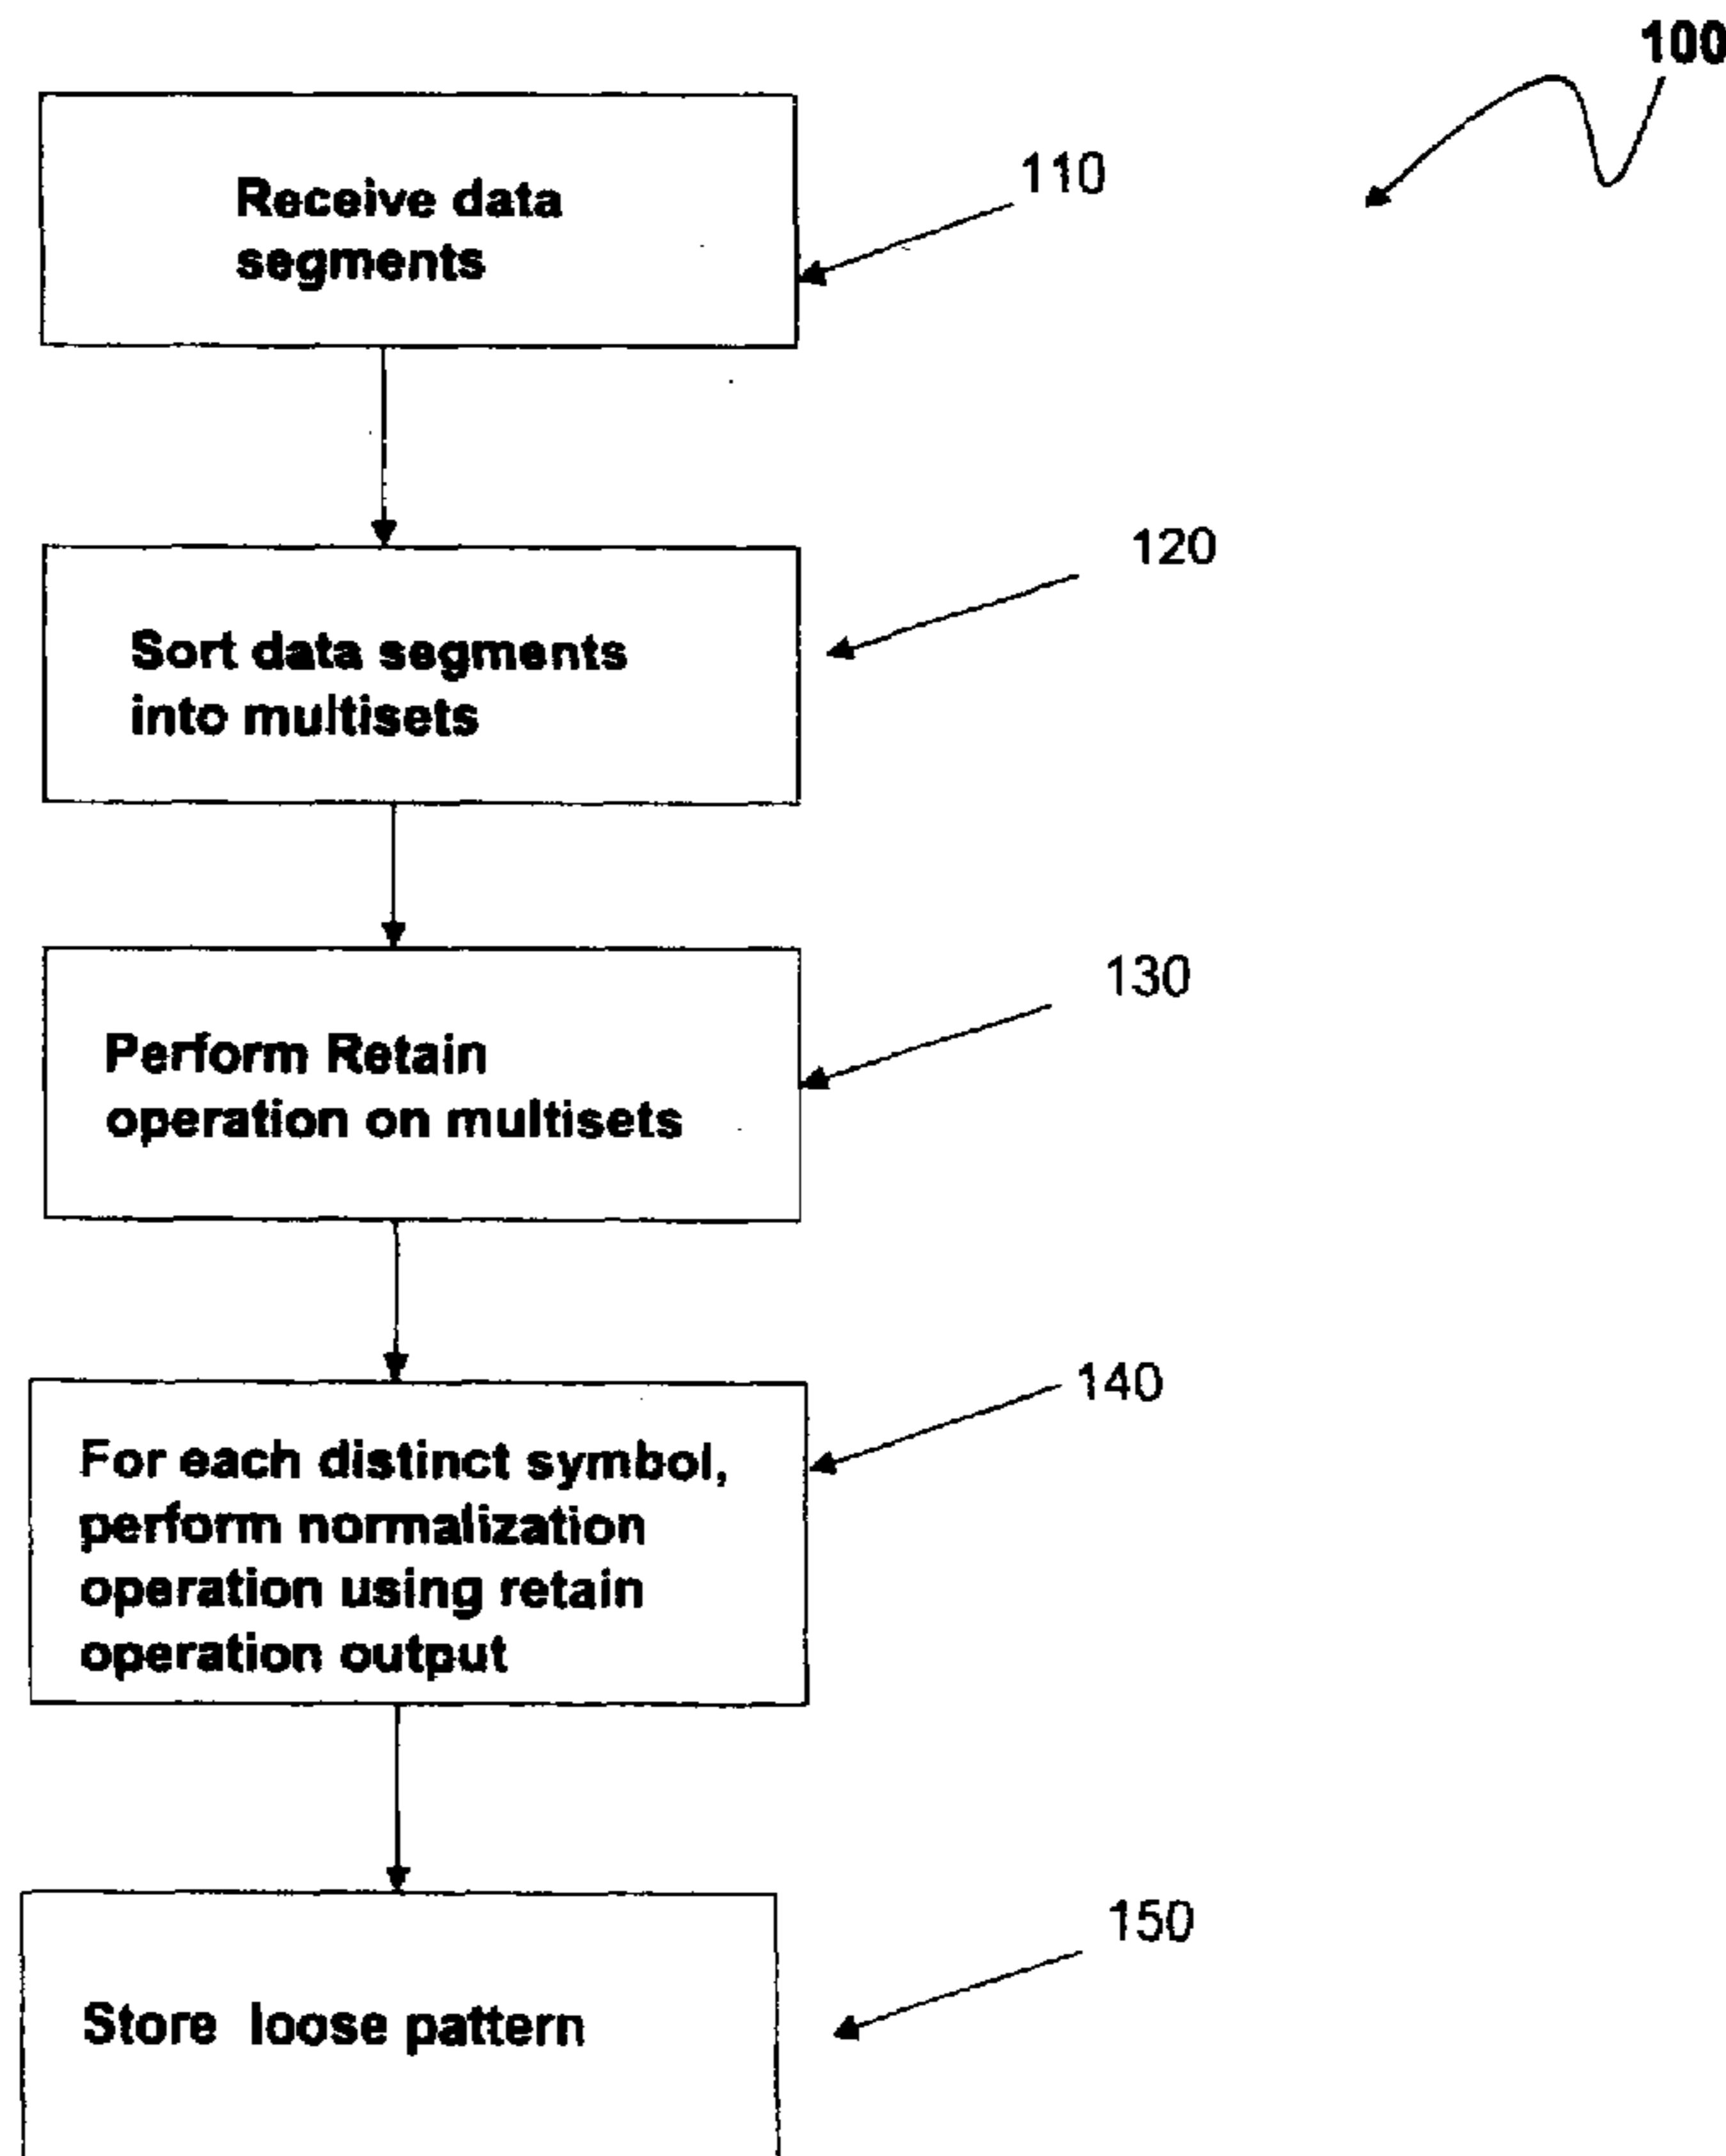 100
Receive data
segments
110
Sort data segments
into multisets
120
Perform Retain
operation on multisets
130
For each distinct symbol,
perform normalization
operation using retain
operation output
140
Store loose pattern
150